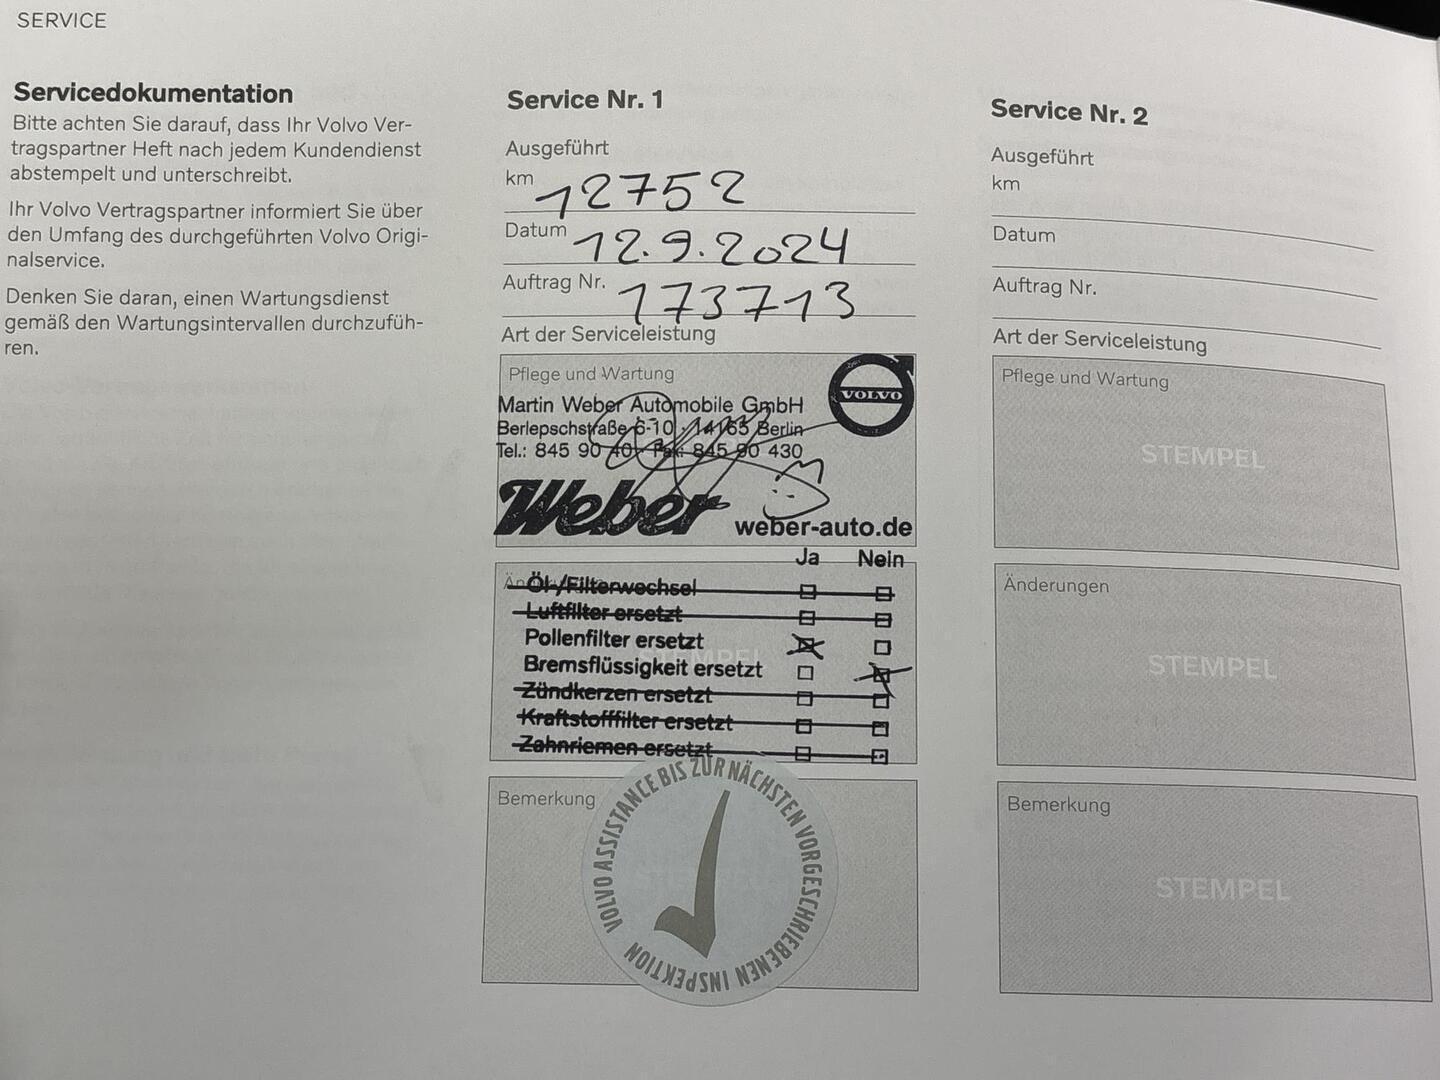 SERVICE
Servicedokumentation
Bitte achten Sie darauf, dass Ihr Volvo Ver-
tragspartner Heft nach jedem Kundendienst
abstempelt und unterschreibt.
Ihr Volvo Vertragspartner informiert Sie über
den Umfang des durchgeführten Volvo Origi-
nalservice.
Denken Sie daran, einen Wartungsdienst
gemäß den Wartungsintervallen durchzufüh-
ren.
Service Nr. 1
Ausgeführt
km 12752
Datum 12.9.2024
Auftrag Nr. 173713
Art der Serviceleistung
Pflege und Wartung
VOLVO
Martin Weber Automobile GmbH
Berlepschstraße 6-10 · 14165 Berlin
Tel.: 845 90 40 · Fax: 845 90 430
Weber
weber-auto.de
Ja Nein
Öl-/Filterwechsel
Luftfilter ersetzt
Pollenfilter ersetzt
Bremsflüssigkeit ersetzt
Zündkerzen ersetzt
Kraftstofffilter ersetzt
Zahnriemen ersetzt
STEMPEL
Bemerkung
VOLVO ASSISTANCE BIS ZUR NÄCHSTEN VORGESCHRIEBENEN INSPEKTION
Service Nr. 2
Ausgeführt
km
Datum
Auftrag Nr.
Art der Serviceleistung
Pflege und Wartung
STEMPEL
Änderungen
STEMPEL
Bemerkung
STEMPEL